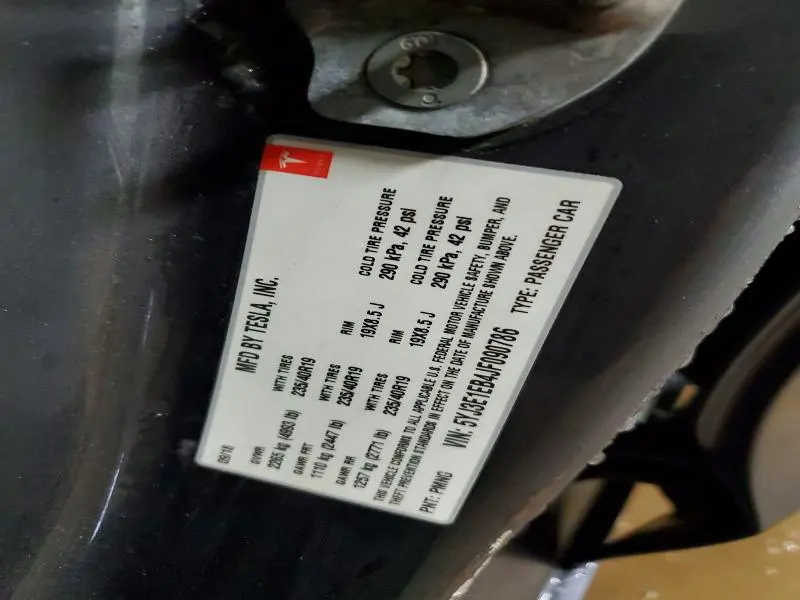 MFD BY TESLA, INC.
09/18
GVWR
2265 kg (4993 lb)
WITH TIRES
235/40R19
RIM
19X8.5 J
COLD TIRE PRESSURE
290 kPa, 42 psi
GAWR FRT
1110 kg (2447 lb)
WITH TIRES
235/40R19
RIM
19X8.5 J
COLD TIRE PRESSURE
290 kPa, 42 psi
GAWR RR
1257 kg (2771 lb)
WITH TIRES
235/40R19
THIS VEHICLE CONFORMS TO ALL APPLICABLE U.S. FEDERAL MOTOR VEHICLE SAFETY, BUMPER, AND
THEFT PREVENTION STANDARDS IN EFFECT ON THE DATE OF MANUFACTURE SHOWN ABOVE.
PNT: PMNG
VIN: 5YJ3E1EB4JF090786
TYPE: PASSENGER CAR